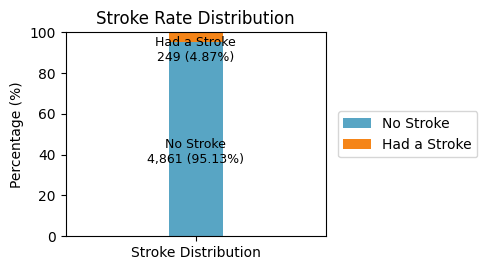 Stroke Rate Distribution
Percentage (%)
100
80
60
40
20
0
Had a Stroke
249 (4.87%)
No Stroke
4,861 (95.13%)
Stroke Distribution
No Stroke
Had a Stroke